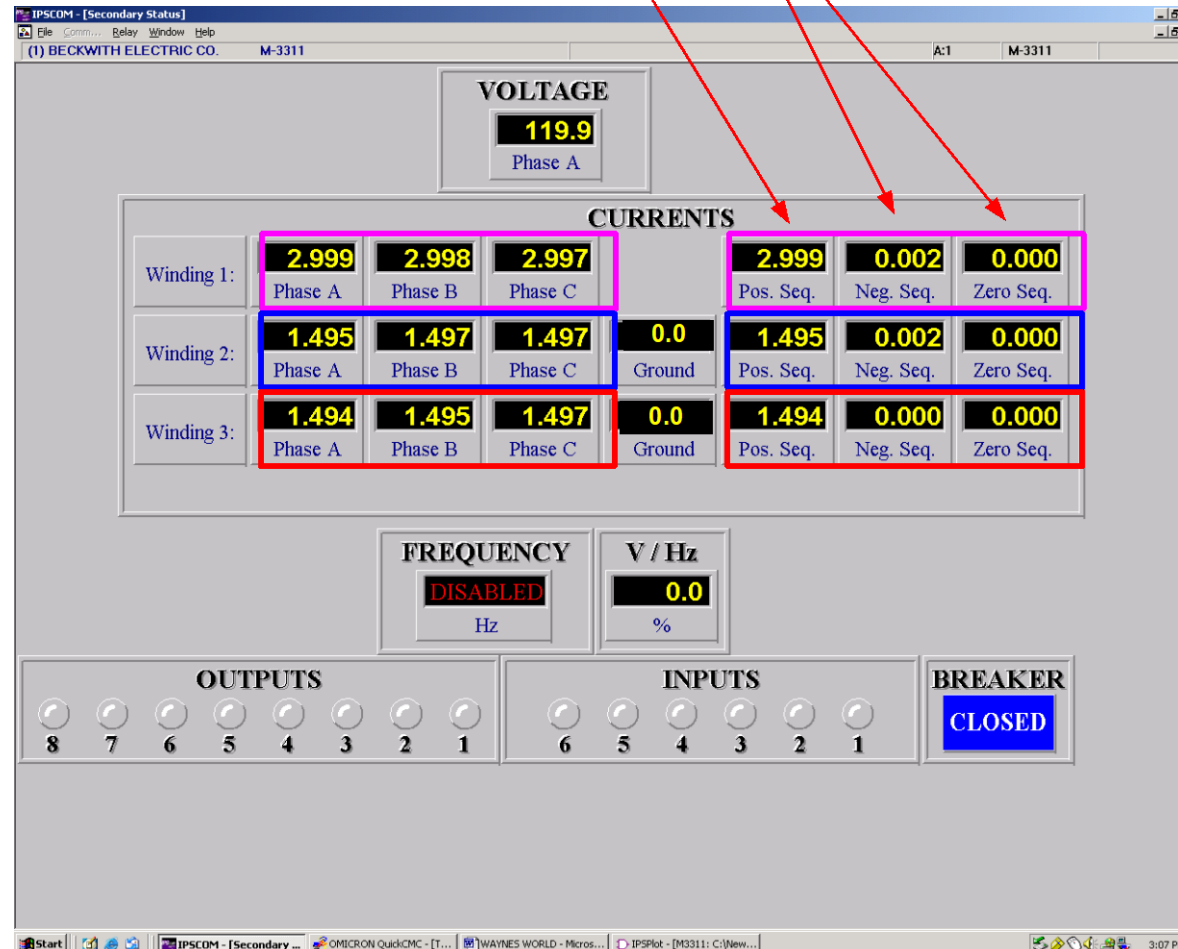 IPSCOM - [Secondary Status]
File Comm... Relay Window Help
(1) BECKWITH ELECTRIC CO. M-3311 A:1 M-3311
VOLTAGE
119.9
Phase A
CURRENTS
Winding 1: 2.999 2.998 2.997 2.999 0.002 0.000
Phase A Phase B Phase C Pos. Seq. Neg. Seq. Zero Seq.
Winding 2: 1.495 1.497 1.497 0.0 1.495 0.002 0.000
Phase A Phase B Phase C Ground Pos. Seq. Neg. Seq. Zero Seq.
Winding 3: 1.494 1.495 1.497 0.0 1.494 0.000 0.000
Phase A Phase B Phase C Ground Pos. Seq. Neg. Seq. Zero Seq.
FREQUENCY V / Hz
DISABLED 0.0
Hz %
OUTPUTS INPUTS BREAKER
CLOSED
8 7 6 5 4 3 2 1 6 5 4 3 2 1
Start IPSCOM - [Secondary ... OMICRON QuickCMC - [T... WAYNES WORLD - Micros... IPSPlot - [M3311: C:\New... 3:07 P